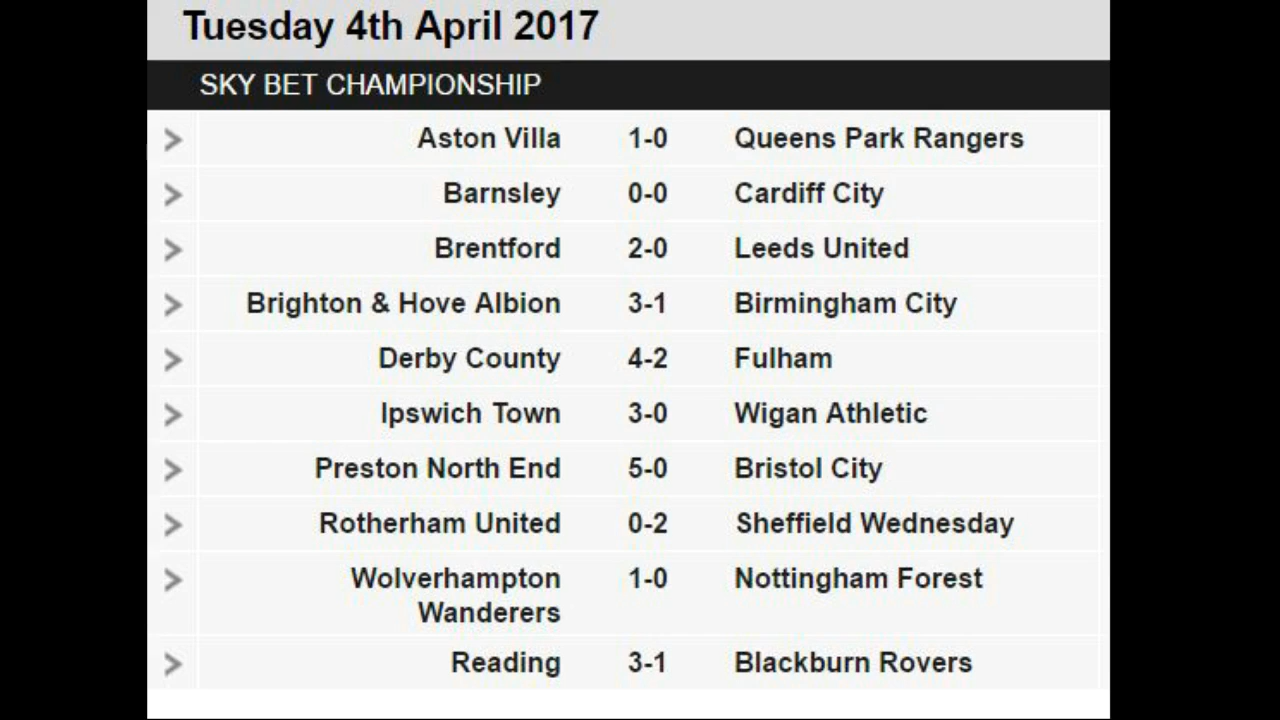 Tuesday 4th April 2017
SKY BET CHAMPIONSHIP
Aston Villa 1-0 Queens Park Rangers
Barnsley 0-0 Cardiff City
Brentford 2-0 Leeds United
Brighton & Hove Albion 3-1 Birmingham City
Derby County 4-2 Fulham
Ipswich Town 3-0 Wigan Athletic
Preston North End 5-0 Bristol City
Rotherham United 0-2 Sheffield Wednesday
Wolverhampton 1-0 Nottingham Forest
Wanderers
Reading 3-1 Blackburn Rovers